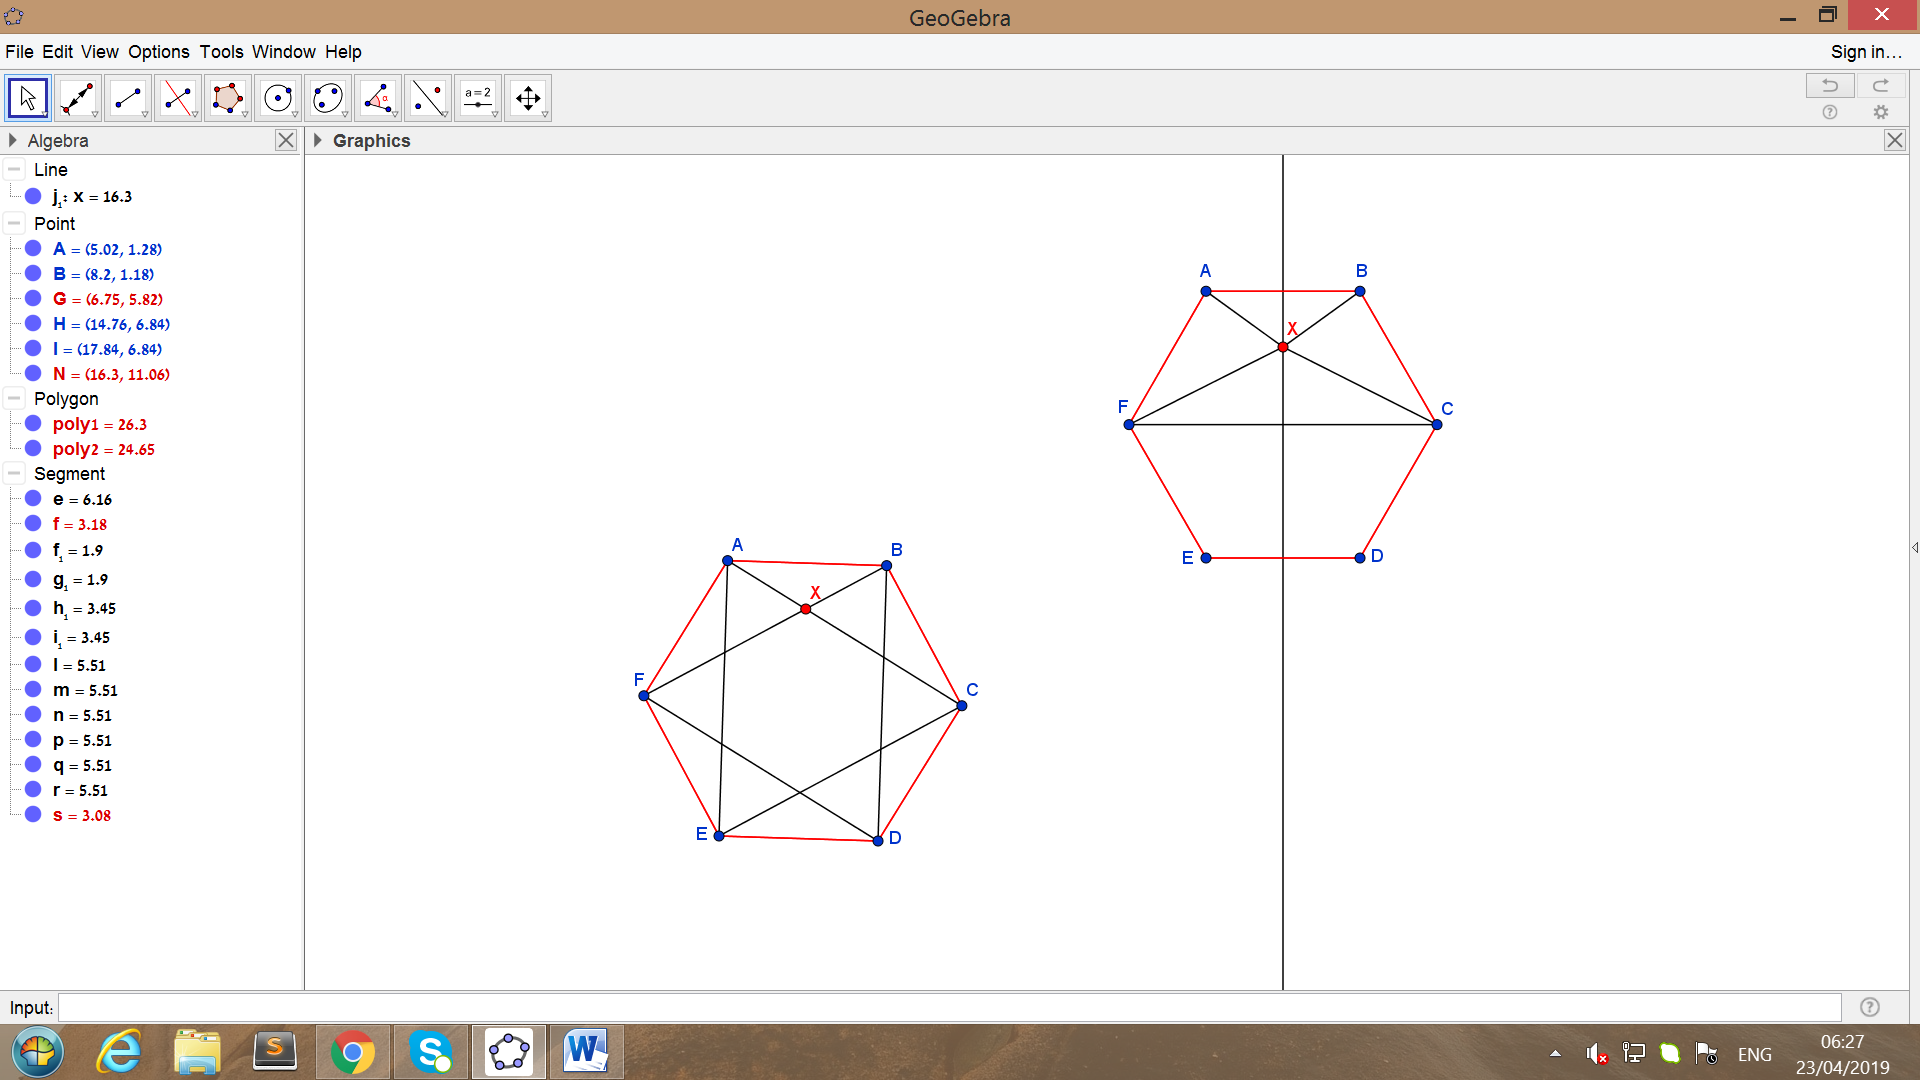 GeoGebra
File Edit View Options Tools Window Help
Sign in...
a=2
Algebra
Graphics
Line
j₁: x = 16.3
Point
A = (5.02, 1.28)
B = (8.2, 1.18)
G = (6.75, 5.82)
H = (14.76, 6.84)
I = (17.84, 6.84)
N = (16.3, 11.06)
Polygon
poly1 = 26.3
poly2 = 24.65
Segment
e = 6.16
f = 3.18
f₁ = 1.9
g₁ = 1.9
h₁ = 3.45
i₁ = 3.45
l = 5.51
m = 5.51
n = 5.51
p = 5.51
q = 5.51
r = 5.51
s = 3.08
A B
X
F C
E D
A B
X
F C
E D
Input:
ENG
06:27
23/04/2019